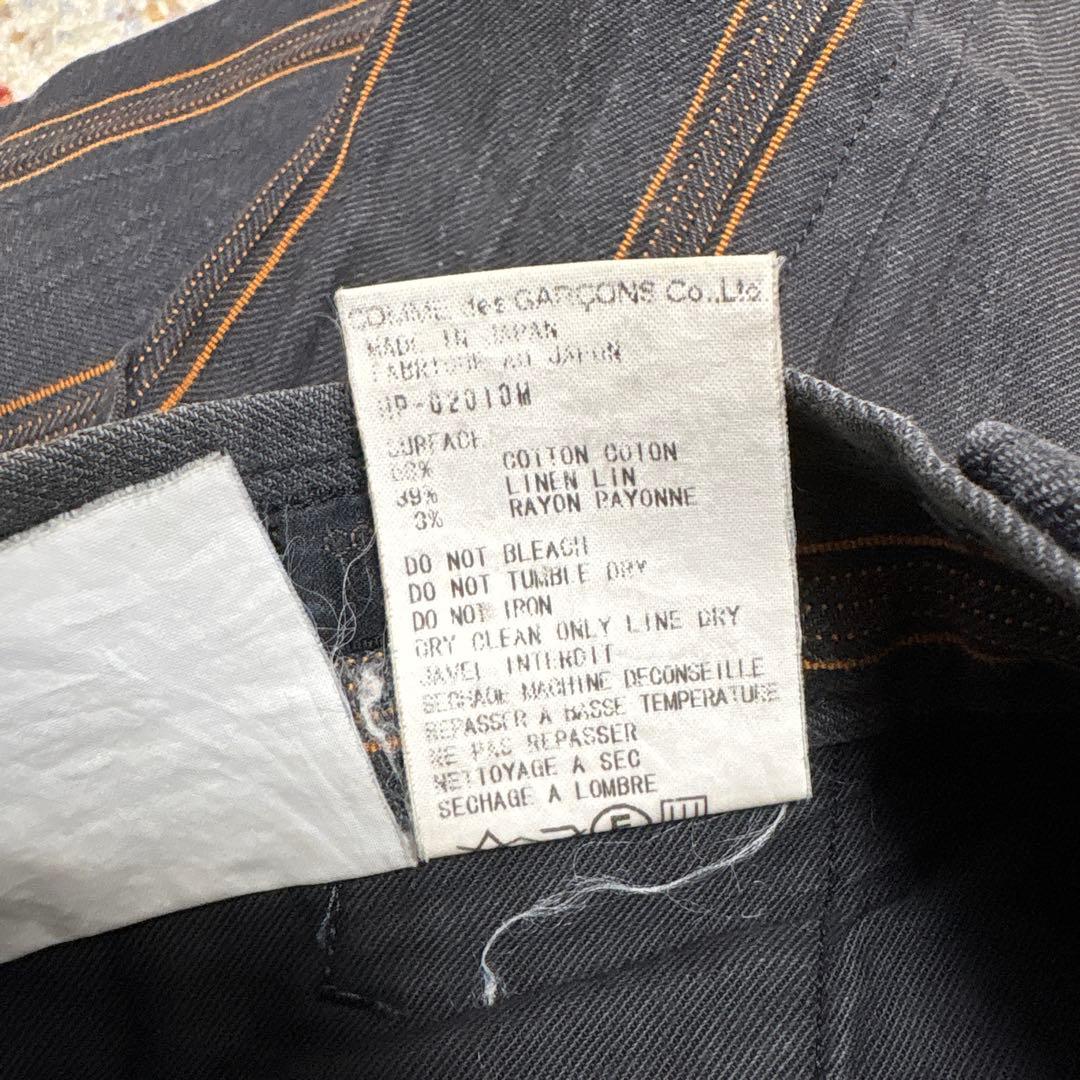 COMME des GARÇONS Co.,Ltd.
MADE IN JAPAN
FABRIQUE AU JAPON
SURFACE
39%
3%
COTTON COTON
LINEN LIN
RAYON RAYONNE
DO NOT BLEACH
DO NOT TUMBLE DRY
DO NOT IRON
DRY CLEAN ONLY LINE DRY
JAVEL INTERDIT
SECHAGE MACHINE DECONSEILLE
REPASSER A BASSE TEMPERATURE
NE PAS REPASSER
NETTOYAGE A SEC
SECHAGE A LOMBRE